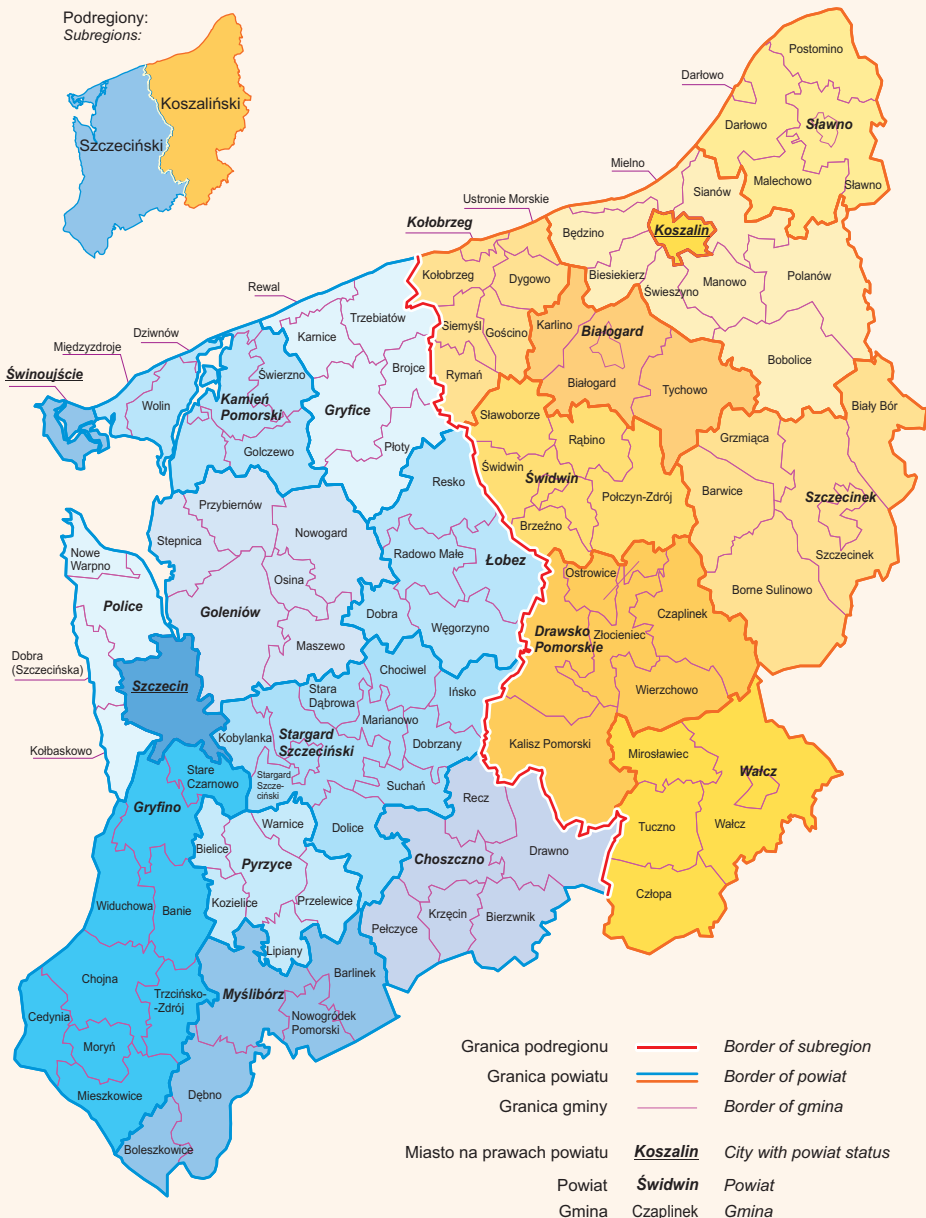 Podregiony:
Subregions:
Koszaliński
Szczeciński
Postomino
Darłowo
Darłowo
Sławno
Mielno
Malechowo
Sławno
Sianów
Ustronie Morskie
Kołobrzeg
Będzino
Koszalin
Kołobrzeg
Dygowo
Biesiekierz
Manowo
Polanów
Świeszyno
Rewal
Trzebiatów
Siemyśl
Gościno
Karlino
Białogard
Karnice
Dziwnów
Międzyzdroje
Świnoujście
Świerzno
Brojce
Rymań
Białogard
Tychowo
Bobolice
Biały Bór
Wolin
Kamień
Pomorski
Gryfice
Sławoborze
Grzmiąca
Golczewo
Płoty
Świdwin
Rąbino
Świdwin
Resko
Połczyn-Zdrój
Barwice
Szczecinek
Przybiernów
Nowogard
Brzeżno
Stepnica
Radowo Małe
Łobez
Szczecinek
Nowe
Warpno
Osina
Ostrowice
Borne Sulinowo
Police
Goleniów
Dobra
Węgorzyno
Drawsko
Pomorskie
Złocieniec
Czaplinek
Maszewo
Dobra
(Szczecińska)
Szczecin
Chociwel
Ińsko
Wierzchowo
Stara
Dąbrowa
Marianowo
Kobylanka
Stargard
Szczeciński
Dobrzany
Kalisz Pomorski
Mirosławiec
Kołbaskowo
Stare
Czarnowo
Stargard
Szcze-
ciński
Suchań
Wałcz
Gryfino
Recz
Warnice
Dolice
Tuczno
Wałcz
Bielice
Pyrzyce
Choszczno
Drawno
Widuchowa
Banie
Kozielice
Przelewice
Człopa
Krzęcin
Bierzwnik
Pełczyce
Lipiany
Barlinek
Chojna
Trzcińsko-
-Zdrój
Myślibórz
Cedynia
Nowogródek
Pomorski
Moryń
Mieszkowice
Dębno
Boleszkowice
Granica podregionu Border of subregion
Granica powiatu Border of powiat
Granica gminy Border of gmina
Miasto na prawach powiatu Koszalin City with powiat status
Powiat Świdwin Powiat
Gmina Czaplinek Gmina